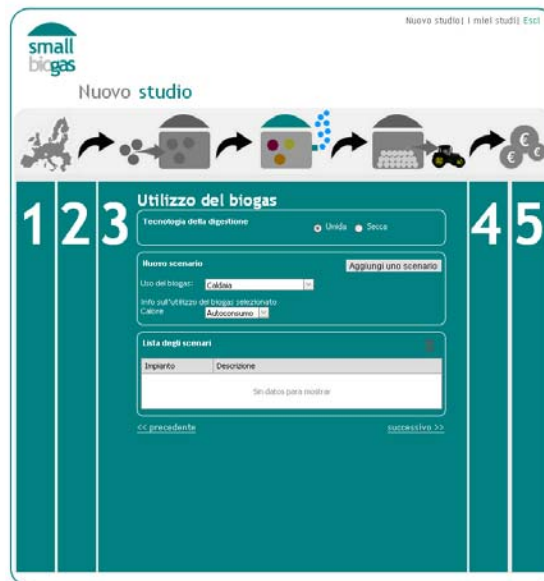 Nuovo studio| I miei studi| Esci
small
biogas
Nuovo studio
€
€
€
1
2
3
Utilizzo del biogas
Tecnologia della digestione
Umida
Secca
4
5
Nuovo scenario
Aggiungi uno scenario
Uso del biogas:
Caldaia
Info sull'utilizzo del biogas selezionato
Calore
Autoconsumo
Lista degli scenari
Impianto
Descrizione
Sin datos para mostrar
<< precedente
successivo >>